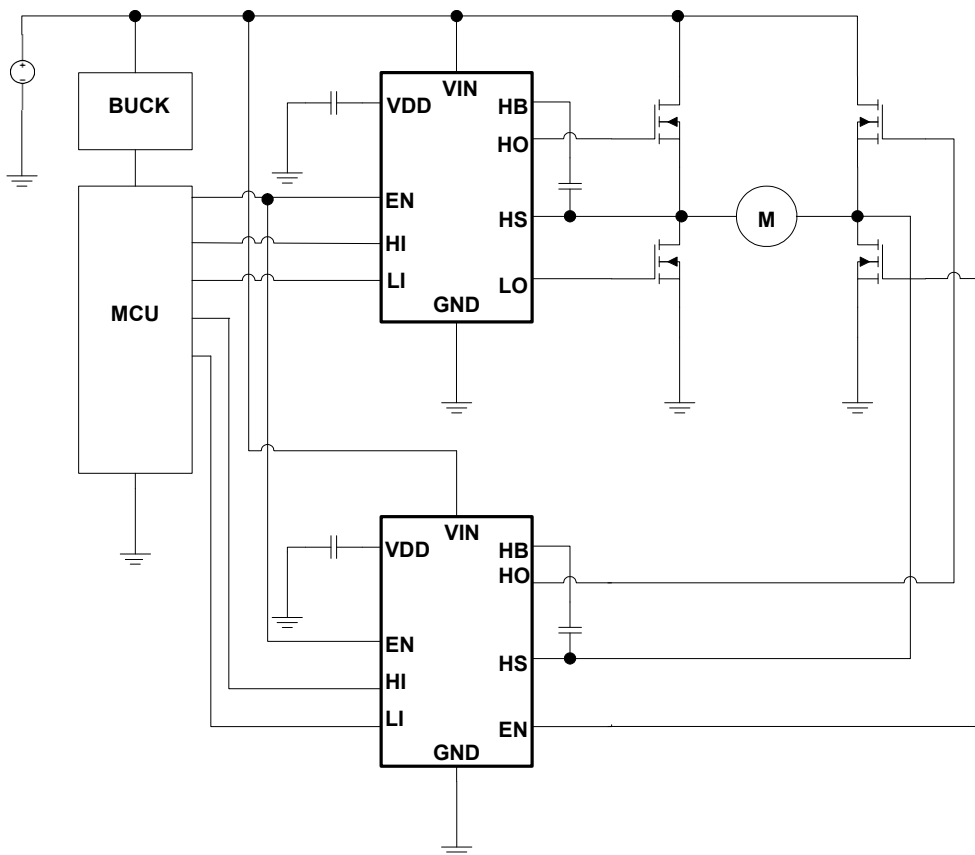 BUCK
MCU
VIN
VDD
HB
HO
EN
HS
HI
LI
LO
GND
M
VIN
VDD
HB
HO
EN
HS
HI
LI
EN
GND